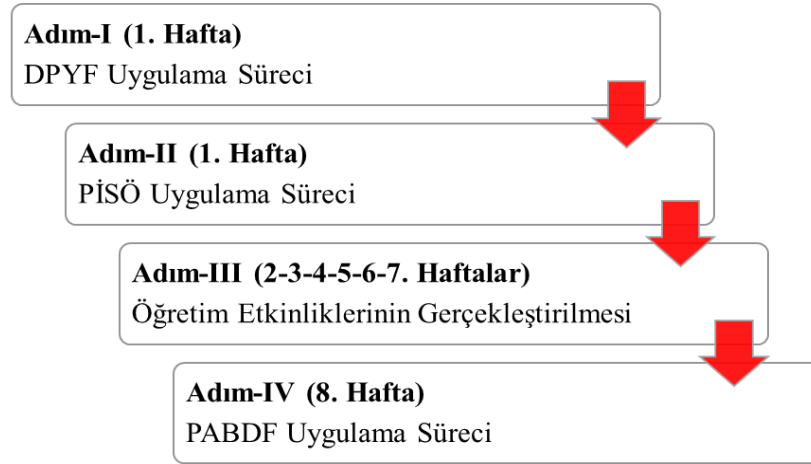 Adım-I (1. Hafta)
DPYF Uygulama Süreci
Adım-II (1. Hafta)
PİSÖ Uygulama Süreci
Adım-III (2-3-4-5-6-7. Haftalar)
Öğretim Etkinliklerinin Gerçekleştirilmesi
Adım-IV (8. Hafta)
PABDF Uygulama Süreci